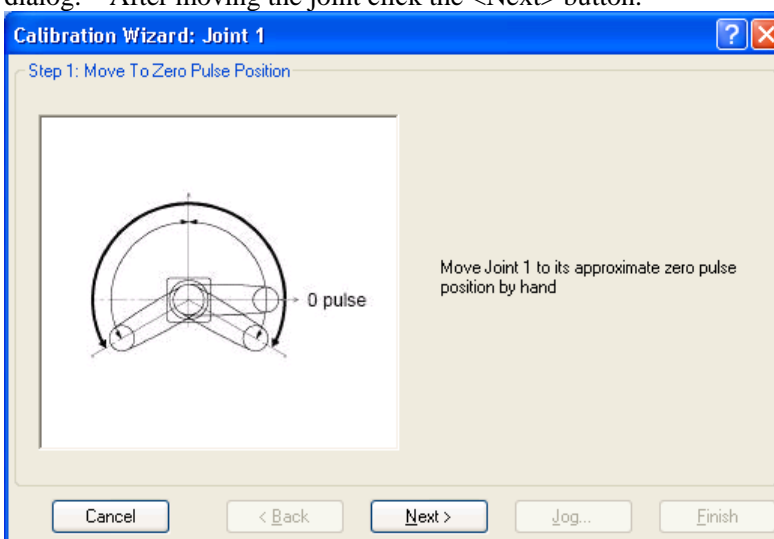 dialog. After moving the joint click the <Next> button.
Calibration Wizard: Joint 1
Step 1: Move To Zero Pulse Position
0 pulse
Move Joint 1 to its approximate zero pulse
position by hand
Cancel
< Back
Next >
Jog...
Finish